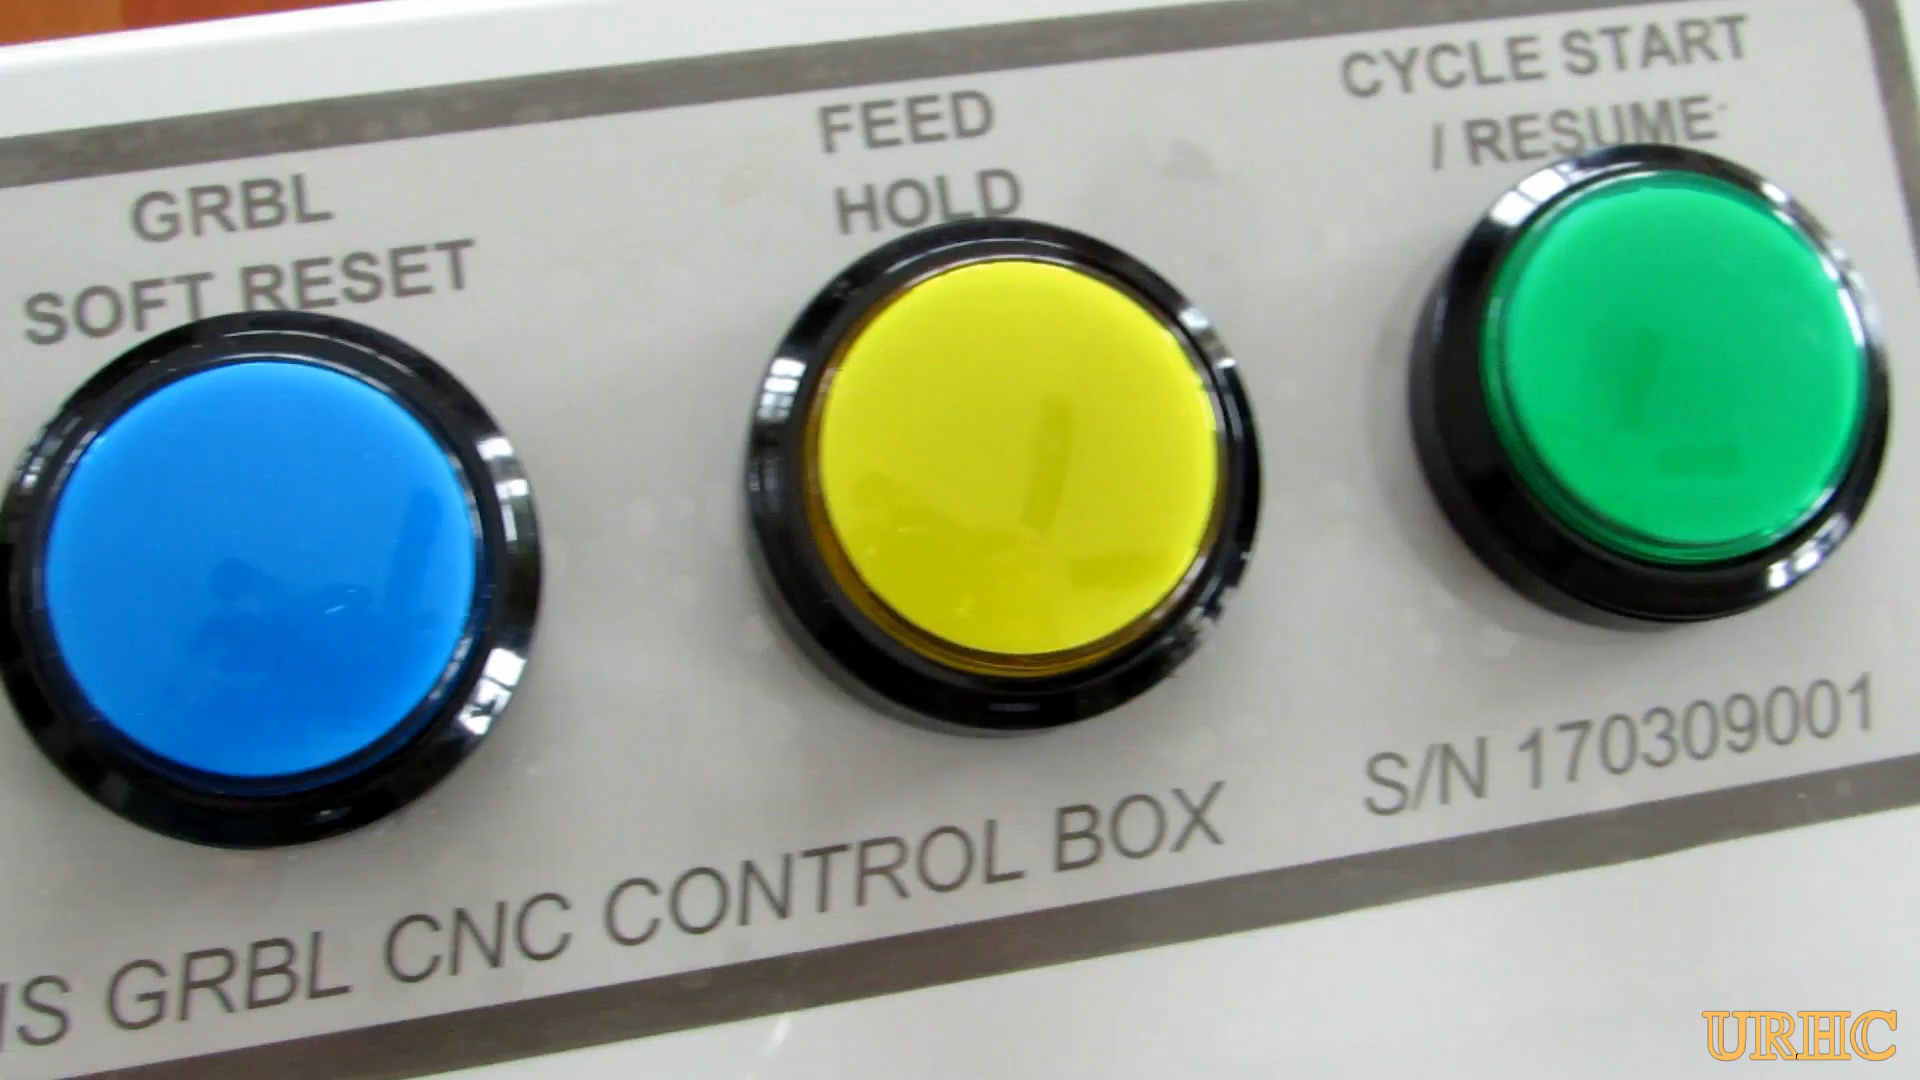 GRBL
SOFT RESET
FEED
HOLD
CYCLE START
/ RESUME
GRBL CNC CONTROL BOX
S/N 170309001
URHC